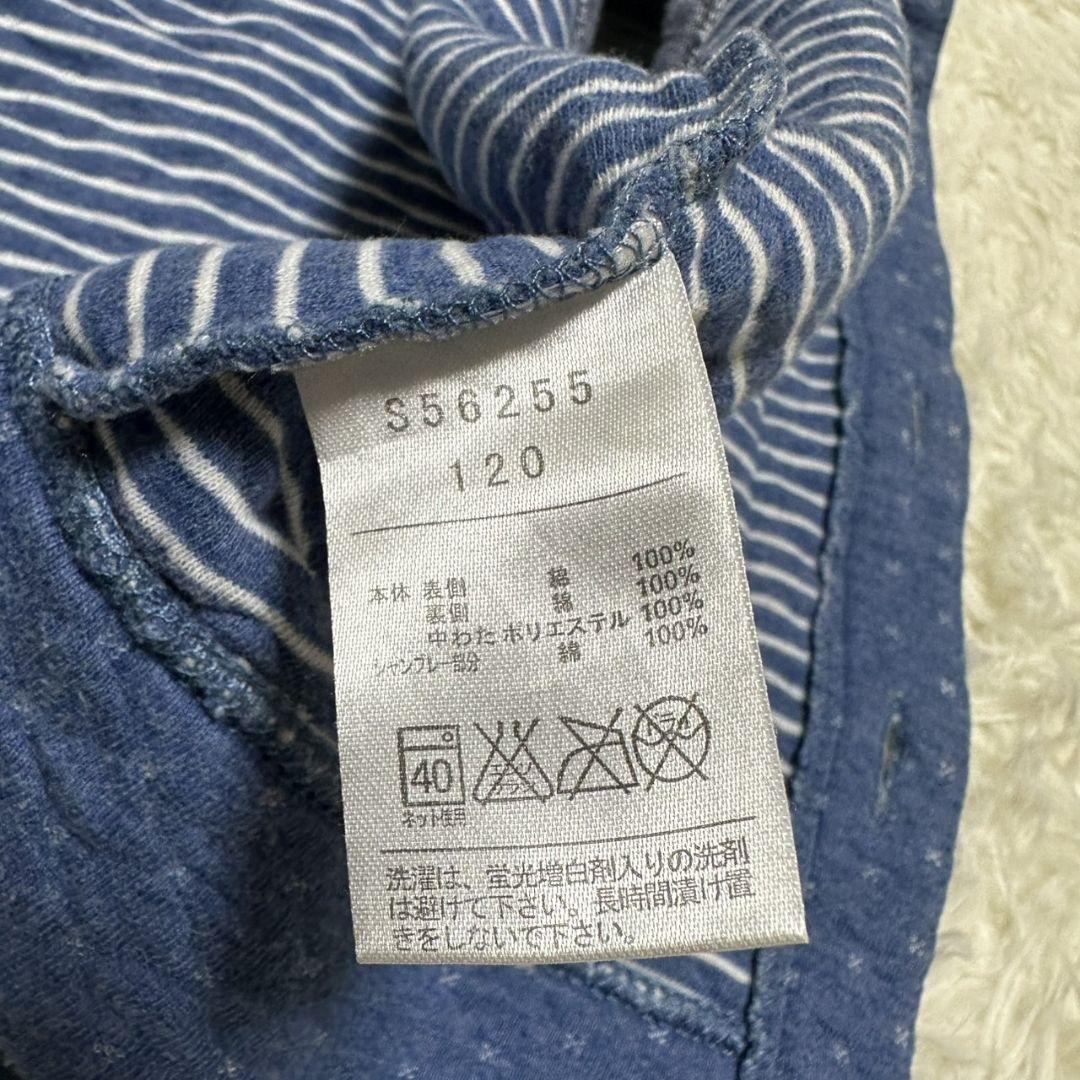 S56255
120
本体 表側 綿 100%
裏側 綿 100%
中わた ポリエステル 100%
シャンブレー部分 綿 100%
40
ネット使用
洗濯は、蛍光増白剤入りの洗剤
は避けて下さい。長時間漬け置
きをしないで下さい。